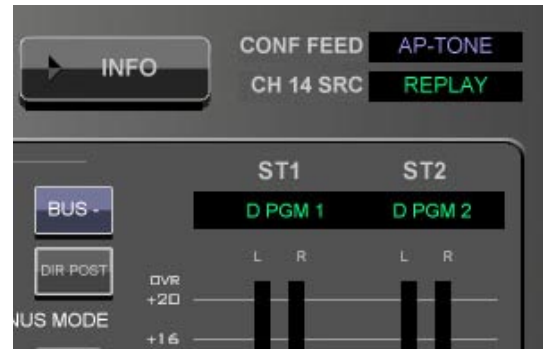 INFO
CONF FEED AP-TONE
CH 14 SRC REPLAY
ST1 ST2
D PGM 1 D PGM 2
BUS -
L R L R
DIR POST
OVR
+20
NUS MODE
+16